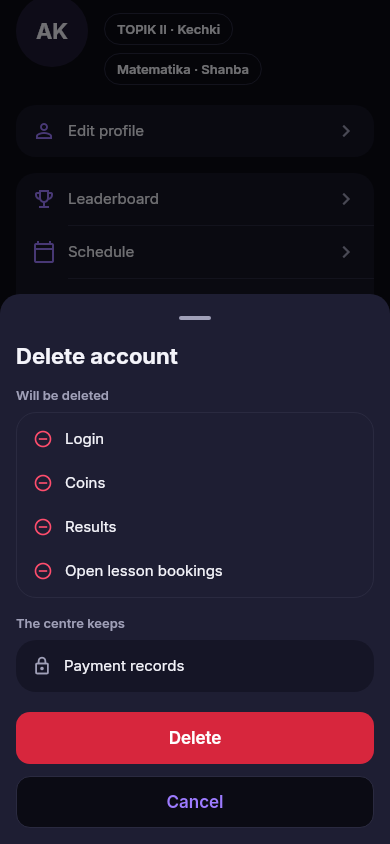 AK
TOPIK II · Kechki
Matematika · Shanba
Edit profile
Leaderboard
Schedule
Delete account
Will be deleted
Login
Coins
Results
Open lesson bookings
The centre keeps
Payment records
Delete
Cancel